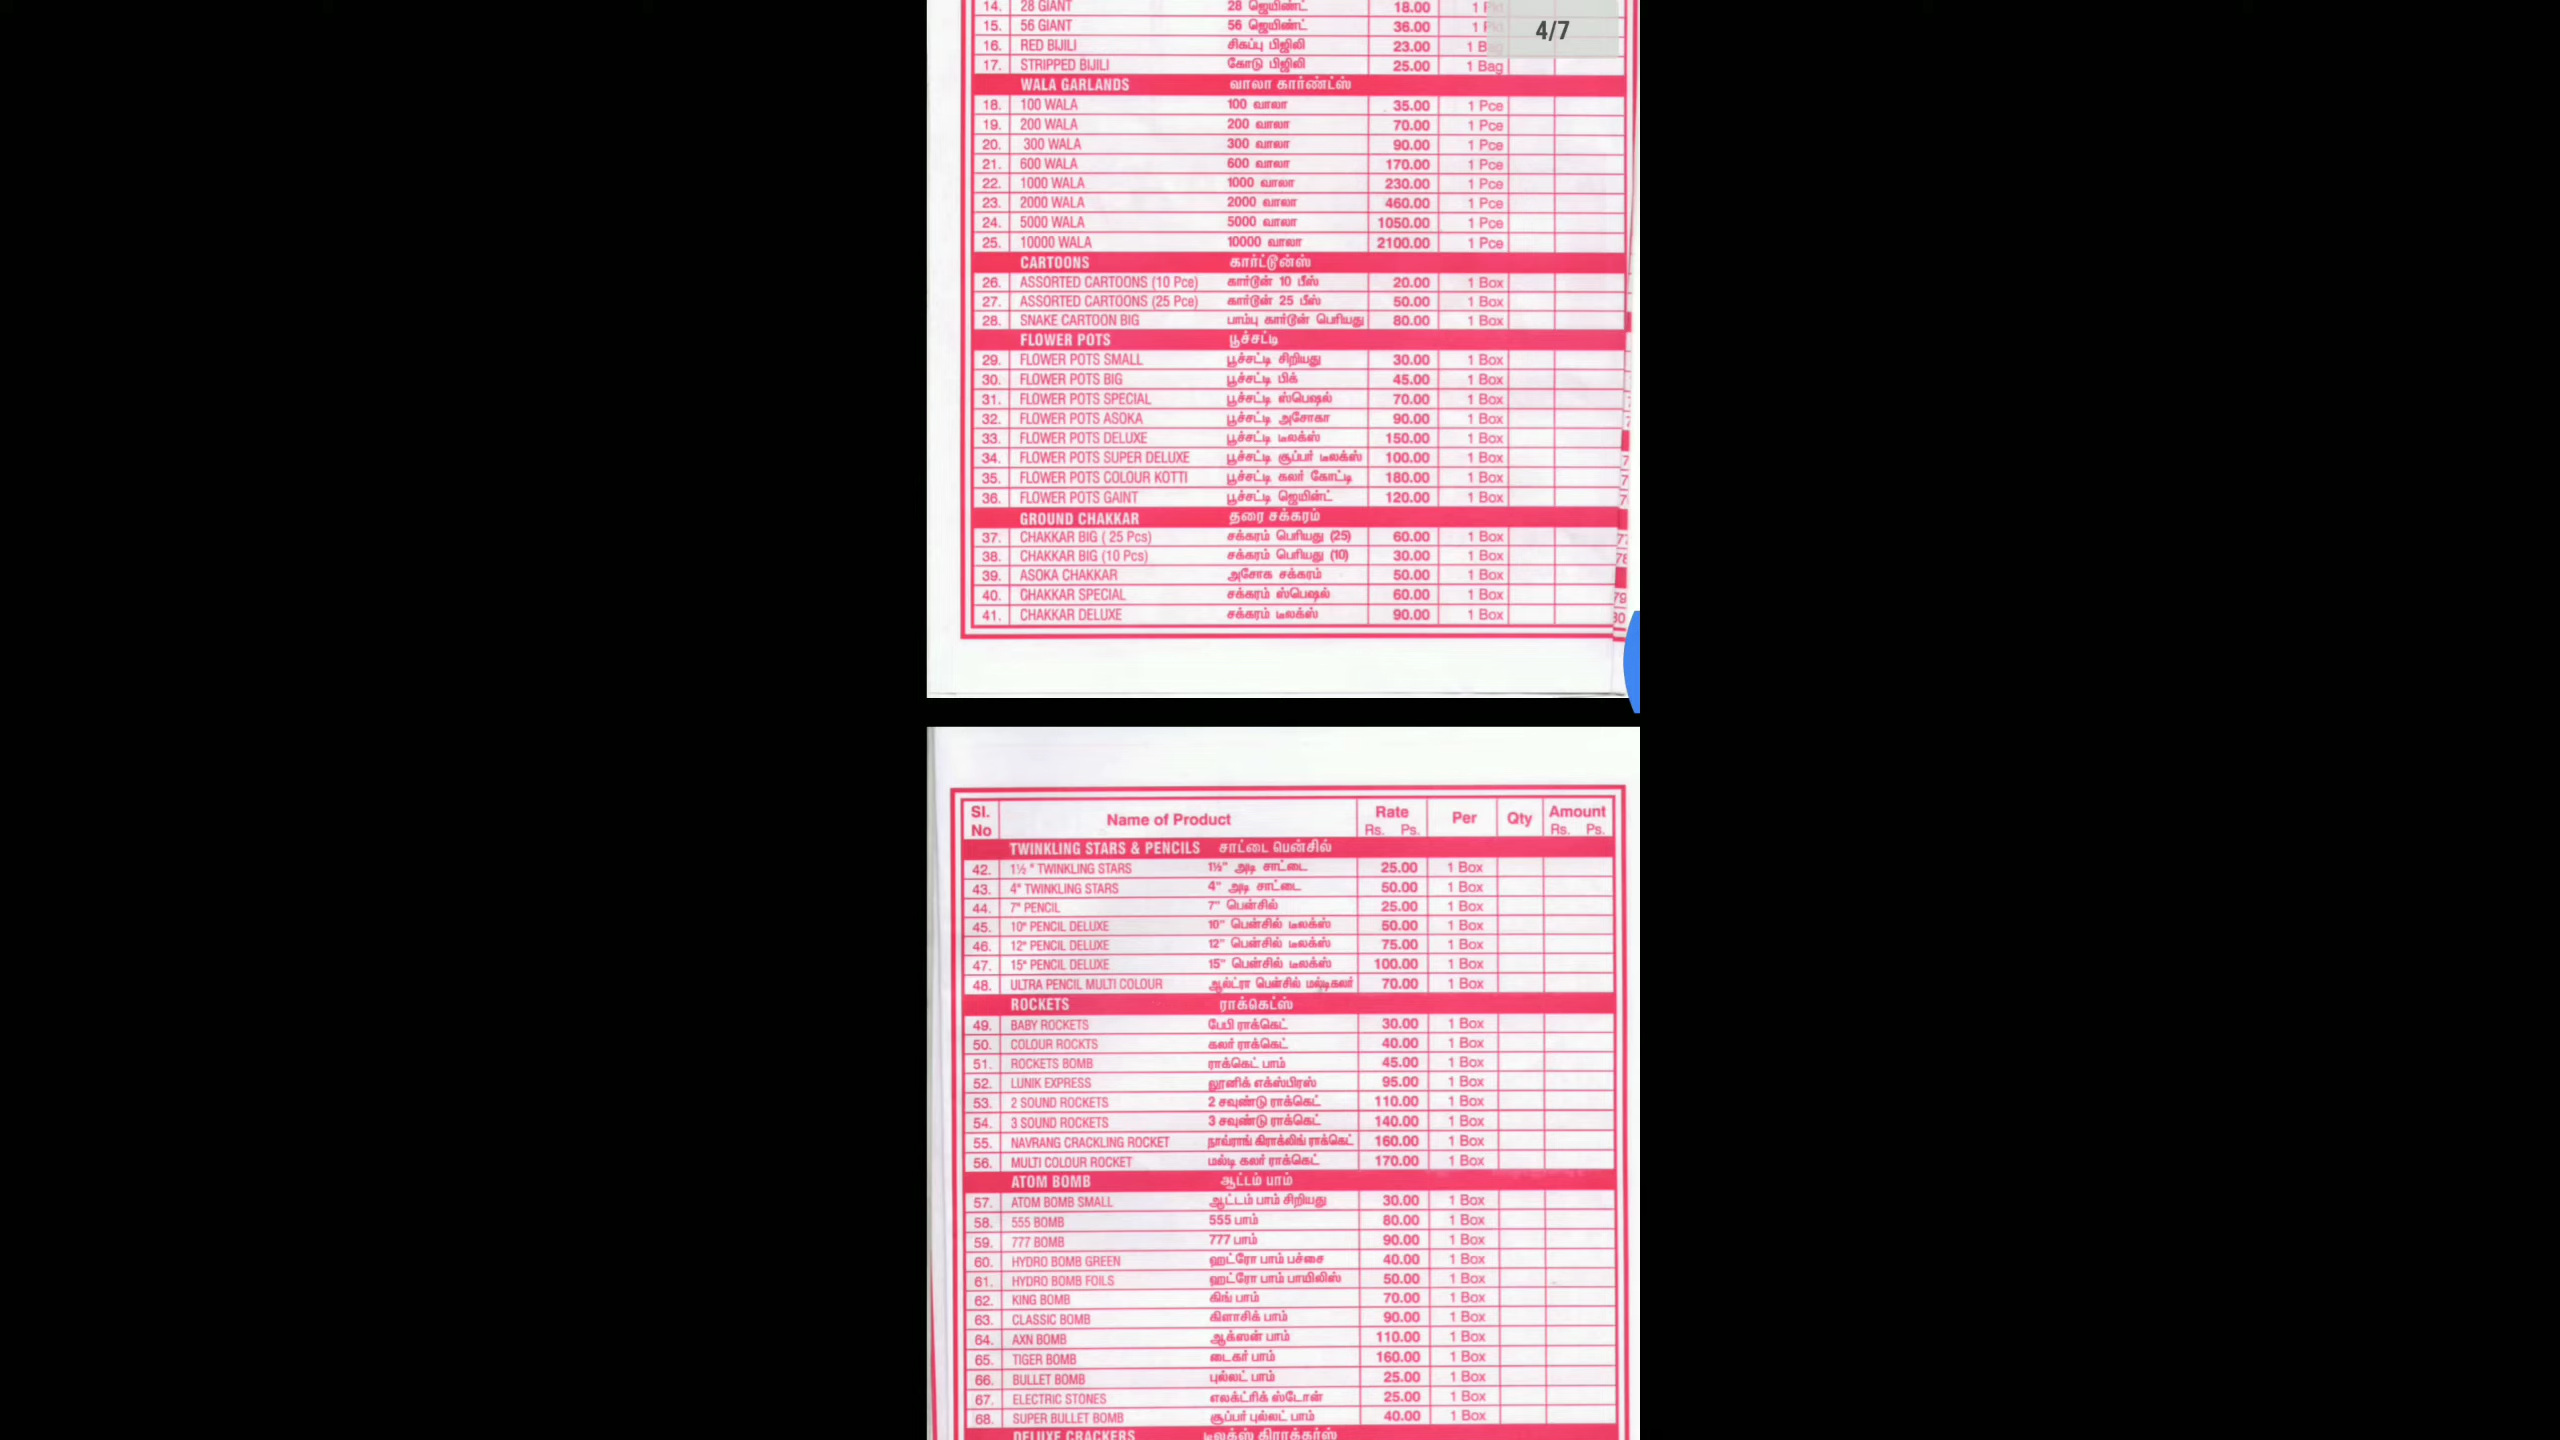 14. 28 GIANT 28 ஜெயிண்ட் 18.00
15. 56 GIANT 56 ஜெயிண்ட் 36.00
4/7
16. RED BIJILI சிகப்பு பிஜிலி 23.00
17. STRIPPED BIJILI கோடு பிஜிலி 25.00 1 Bag
WALA GARLANDS வாலா கார்ண்ட்ஸ்
18. 100 WALA 100 வாலா 35.00 1 Pce
19. 200 WALA 200 வாலா 70.00 1 Pce
20. 300 WALA 300 வாலா 90.00 1 Pce
21. 600 WALA 600 வாலா 170.00 1 Pce
22. 1000 WALA 1000 வாலா 230.00 1 Pce
23. 2000 WALA 2000 வாலா 460.00 1 Pce
24. 5000 WALA 5000 வாலா 1050.00 1 Pce
25. 10000 WALA 10000 வாலா 2100.00 1 Pce
CARTOONS கார்ட்டூன்ஸ்
26. ASSORTED CARTOONS (10 Pce) கார்டூன் 10 பீஸ் 20.00 1 Box
27. ASSORTED CARTOONS (25 Pce) கார்டூன் 25 பீஸ் 50.00 1 Box
28. SNAKE CARTOON BIG பாம்பு கார்டூன் பெரியது 80.00 1 Box
FLOWER POTS பூச்சட்டி
29. FLOWER POTS SMALL பூச்சட்டி சிறியது 30.00 1 Box
30. FLOWER POTS BIG பூச்சட்டி பிக் 45.00 1 Box
31. FLOWER POTS SPECIAL பூச்சட்டி ஸ்பெஷல் 70.00 1 Box
32. FLOWER POTS ASOKA பூச்சட்டி அசோகா 90.00 1 Box
33. FLOWER POTS DELUXE பூச்சட்டி டீலக்ஸ் 150.00 1 Box
34. FLOWER POTS SUPER DELUXE பூச்சட்டி சூப்பர் டீலக்ஸ் 100.00 1 Box
35. FLOWER POTS COLOUR KOTTI பூச்சட்டி கலர் கோட்டி 180.00 1 Box
36. FLOWER POTS GAINT பூச்சட்டி ஜெயின்ட் 120.00 1 Box
GROUND CHAKKAR தரை சக்கரம்
37. CHAKKAR BIG ( 25 Pcs) சக்கரம் பெரியது (25) 60.00 1 Box
38. CHAKKAR BIG (10 Pcs) சக்கரம் பெரியது (10) 30.00 1 Box
39. ASOKA CHAKKAR அசோக சக்கரம் 50.00 1 Box
40. CHAKKAR SPECIAL சக்கரம் ஸ்பெஷல் 60.00 1 Box
41. CHAKKAR DELUXE சக்கரம் டீலக்ஸ் 90.00 1 Box
Sl. No Name of Product Rate Rs. Ps. Per Qty Amount Rs. Ps.
TWINKLING STARS & PENCILS சாட்டை பென்சில்
42. 1½ " TWINKLING STARS 1½" அடி சாட்டை 25.00 1 Box
43. 4" TWINKLING STARS 4" அடி சாட்டை 50.00 1 Box
44. 7" PENCIL 7" பென்சில் 25.00 1 Box
45. 10" PENCIL DELUXE 10" பென்சில் டீலக்ஸ் 50.00 1 Box
46. 12" PENCIL DELUXE 12" பென்சில் டீலக்ஸ் 75.00 1 Box
47. 15" PENCIL DELUXE 15" பென்சில் டீலக்ஸ் 100.00 1 Box
48. ULTRA PENCIL MULTI COLOUR ஆல்ட்ரா பென்சில் மல்டிகலர் 70.00 1 Box
ROCKETS ராக்கெட்ஸ்
49. BABY ROCKETS பேபி ராக்கெட் 30.00 1 Box
50. COLOUR ROCKTS கலர் ராக்கெட் 40.00 1 Box
51. ROCKETS BOMB ராக்கெட் பாம் 45.00 1 Box
52. LUNIK EXPRESS லூனிக் எக்ஸ்பிரஸ் 95.00 1 Box
53. 2 SOUND ROCKETS 2 சவுண்டு ராக்கெட் 110.00 1 Box
54. 3 SOUND ROCKETS 3 சவுண்டு ராக்கெட் 140.00 1 Box
55. NAVRANG CRACKLING ROCKET நாவ்ராங் கிராக்லிங் ராக்கெட் 160.00 1 Box
56. MULTI COLOUR ROCKET மல்டி கலர் ராக்கெட் 170.00 1 Box
ATOM BOMB ஆட்டம் பாம்
57. ATOM BOMB SMALL ஆட்டம் பாம் சிறியது 30.00 1 Box
58. 555 BOMB 555 பாம் 80.00 1 Box
59. 777 BOMB 777 பாம் 90.00 1 Box
60. HYDRO BOMB GREEN ஹட்ரோ பாம் பச்சை 40.00 1 Box
61. HYDRO BOMB FOILS ஹட்ரோ பாம் பாயிலிஸ் 50.00 1 Box
62. KING BOMB கிங் பாம் 70.00 1 Box
63. CLASSIC BOMB கிளாசிக் பாம் 90.00 1 Box
64. AXN BOMB ஆக்ஸன் பாம் 110.00 1 Box
65. TIGER BOMB டைகர் பாம் 160.00 1 Box
66. BULLET BOMB புல்லட் பாம் 25.00 1 Box
67. ELECTRIC STONES எலக்ட்ரிக் ஸ்டோன் 25.00 1 Box
68. SUPER BULLET BOMB சூப்பர் புல்லட் பாம் 40.00 1 Box
DELUXE CRACKERS டீலக்ஸ் கிராக்கர்ஸ்